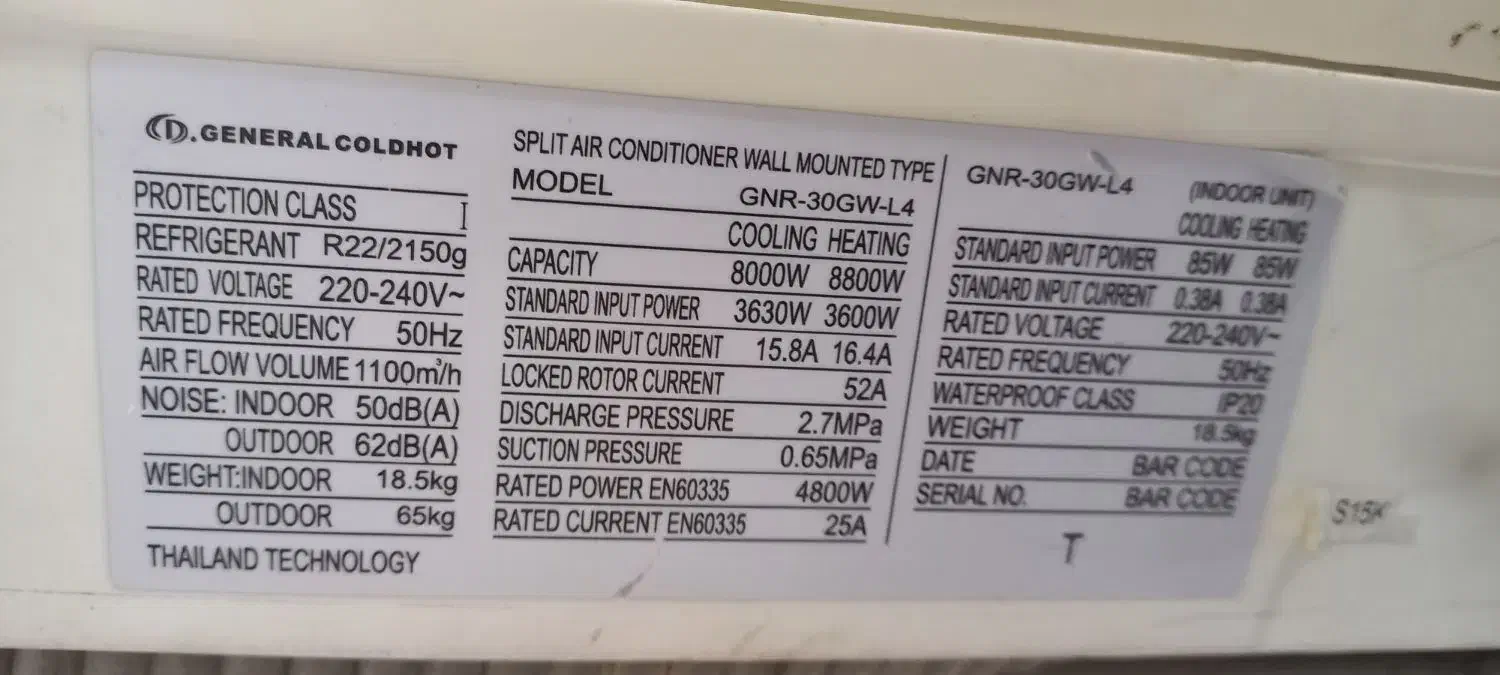 D.GENERAL COLDHOT
PROTECTION CLASS I
REFRIGERANT R22/2150g
RATED VOLTAGE 220-240V~
RATED FREQUENCY 50Hz
AIR FLOW VOLUME 1100m³/h
NOISE: INDOOR 50dB(A)
OUTDOOR 62dB(A)
WEIGHT:INDOOR 18.5kg
OUTDOOR 65kg
THAILAND TECHNOLOGY
SPLIT AIR CONDITIONER WALL MOUNTED TYPE
MODEL GNR-30GW-L4
COOLING HEATING
CAPACITY 8000W 8800W
STANDARD INPUT POWER 3630W 3600W
STANDARD INPUT CURRENT 15.8A 16.4A
LOCKED ROTOR CURRENT 52A
DISCHARGE PRESSURE 2.7MPa
SUCTION PRESSURE 0.65MPa
RATED POWER EN60335 4800W
RATED CURRENT EN60335 25A
GNR-30GW-L4 (INDOOR UNIT)
COOLING HEATING
STANDARD INPUT POWER 85W 85W
STANDARD INPUT CURRENT 0.38A 0.38A
RATED VOLTAGE 220-240V~
RATED FREQUENCY 50Hz
WATERPROOF CLASS IP20
WEIGHT 18.5kg
DATE BAR CODE
SERIAL NO. BAR CODE
T
S15K